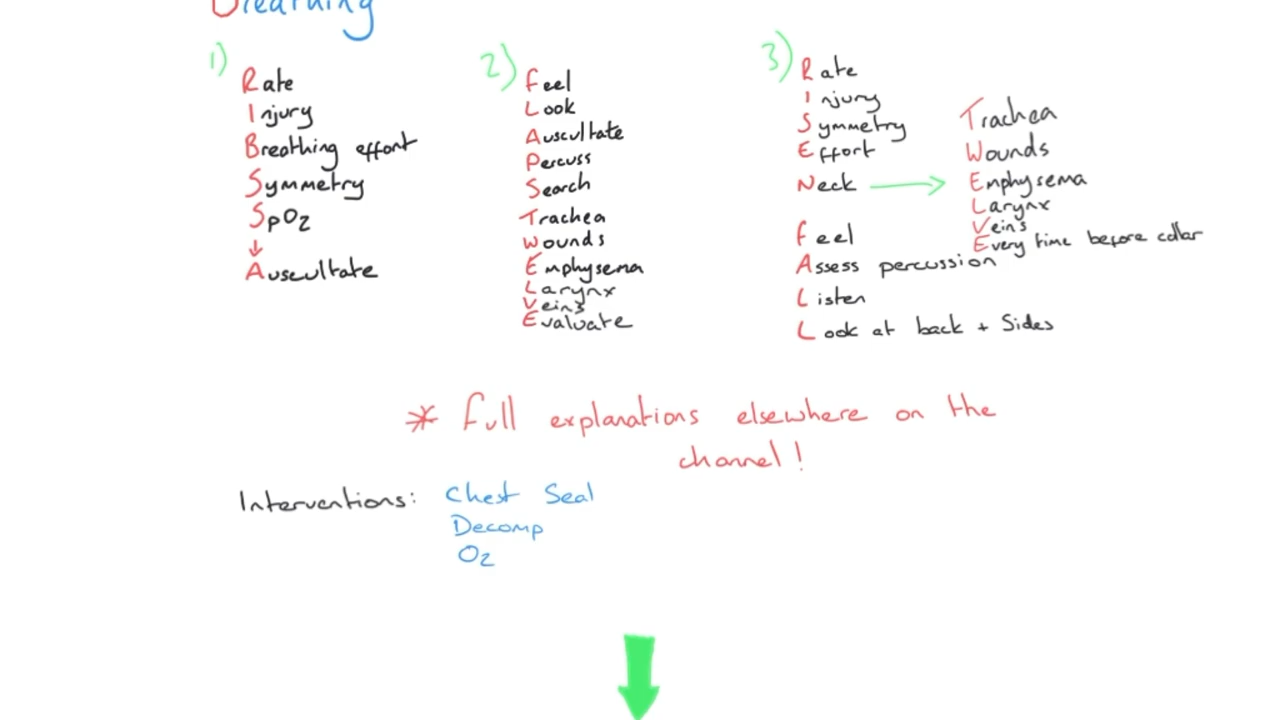 Breathing
1)
Rate
Injury
Breathing effort
Symmetry
SpO2
Auscultate
2)
Feel
Look
Auscultate
Percuss
Search
Trachea
Wounds
Emphysema
Larynx
Veins
Evaluate
3)
Rate
Injury
Symmetry
Effort
Neck
Trachea
Wounds
Emphysema
Larynx
Veins
Every time before collar
Feel
Assess percussion
Listen
Look at back + Sides
* Full explanations elsewhere on the
channel!
Interventions: Chest Seal
Decomp
O2